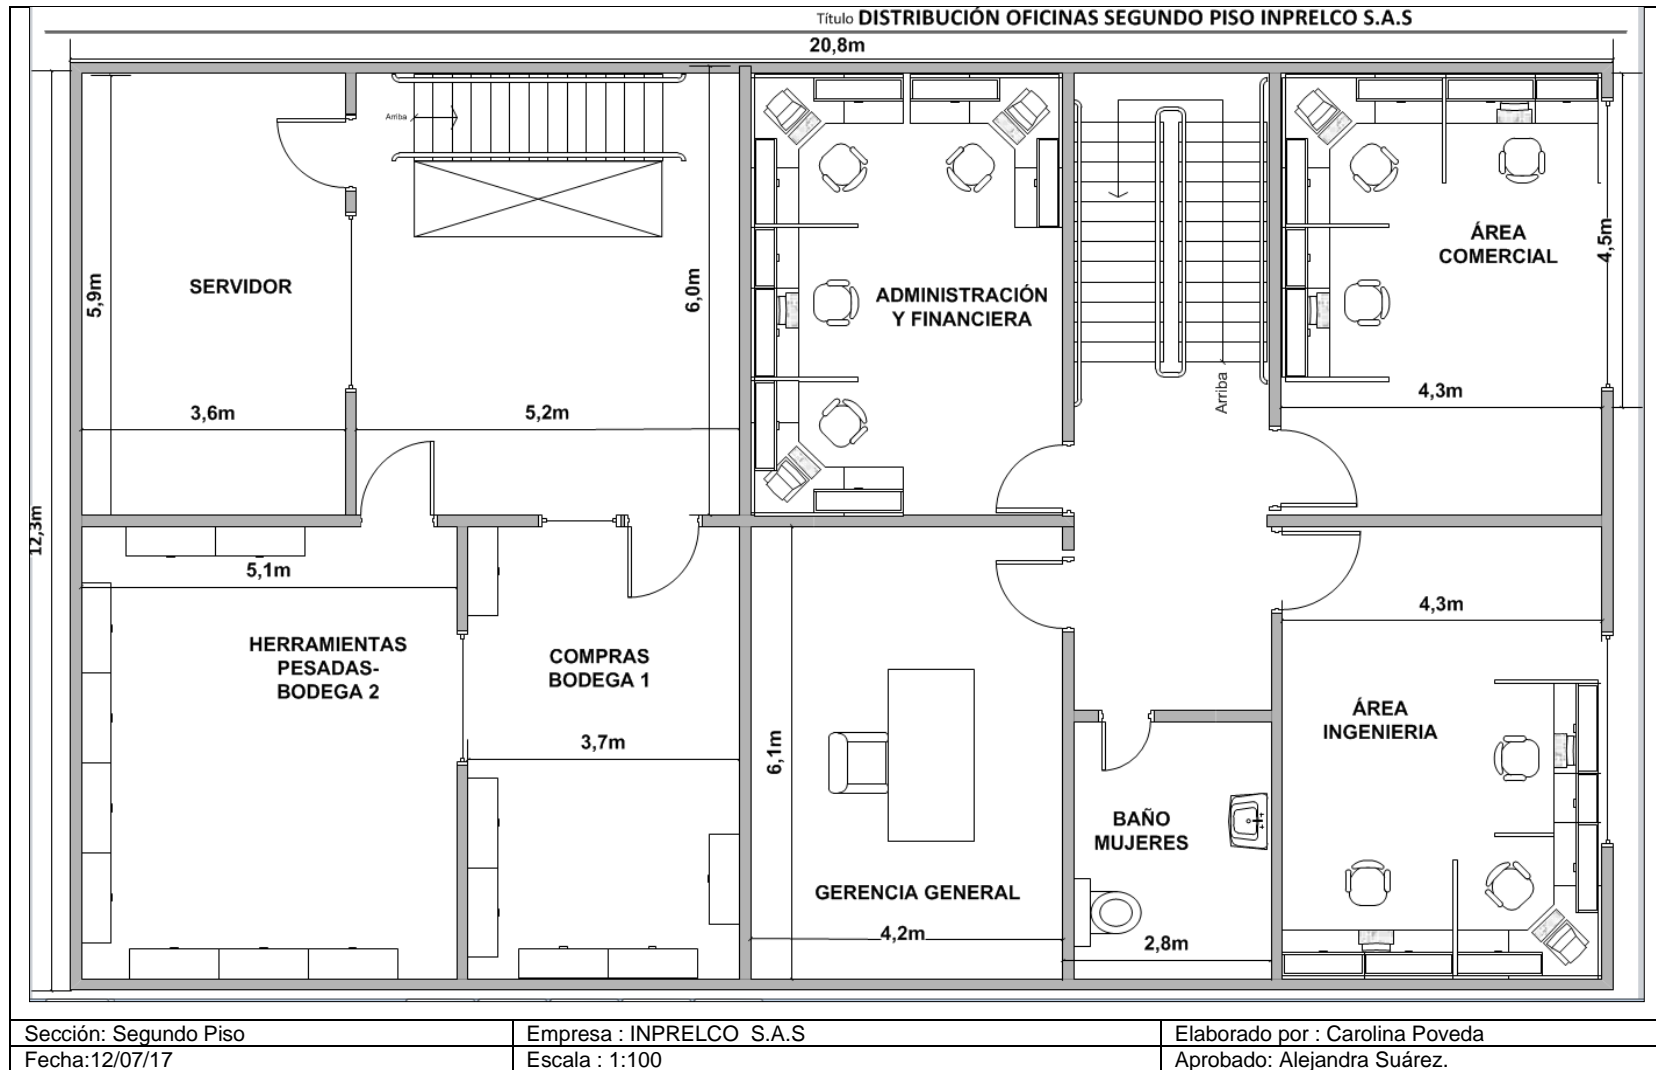 Título DISTRIBUCIÓN OFICINAS SEGUNDO PISO INPRELCO S.A.S
20,8m
Arriba
5,9m
SERVIDOR
6,0m
ADMINISTRACIÓN
Y FINANCIERA
ÁREA
COMERCIAL
4,5m
3,6m
5,2m
Arriba
4,3m
12,3m
5,1m
4,3m
HERRAMIENTAS
PESADAS-
BODEGA 2
COMPRAS
BODEGA 1
3,7m
6,1m
ÁREA
INGENIERIA
BAÑO
MUJERES
GERENCIA GENERAL
4,2m
2,8m
Sección: Segundo Piso
Empresa : INPRELCO S.A.S
Elaborado por : Carolina Poveda
Fecha:12/07/17
Escala : 1:100
Aprobado: Alejandra Suárez.